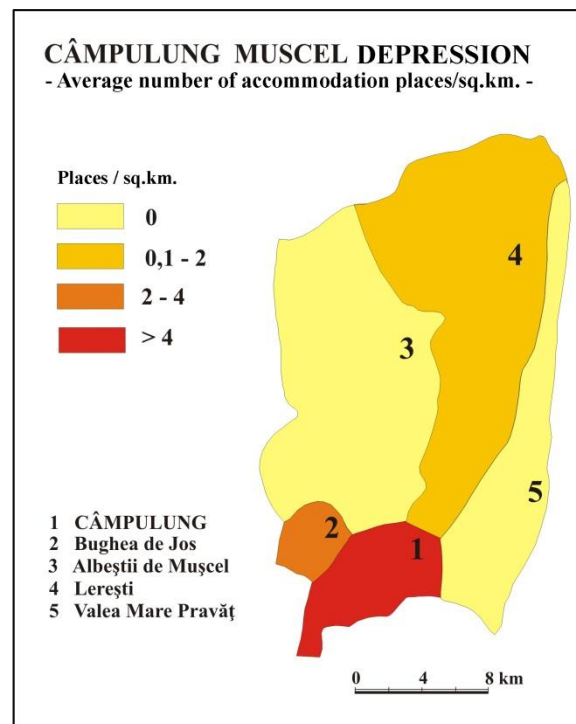 CÂMPULUNG MUSCEL DEPRESSION
- Average number of accommodation places/sq.km. -
Places / sq.km.
0
0,1 - 2
2 - 4
> 4
4
3
5
2
1
1 CÂMPULUNG
2 Bughea de Jos
3 Albeştii de Muşcel
4 Lereşti
5 Valea Mare Pravăţ
0 4 8 km